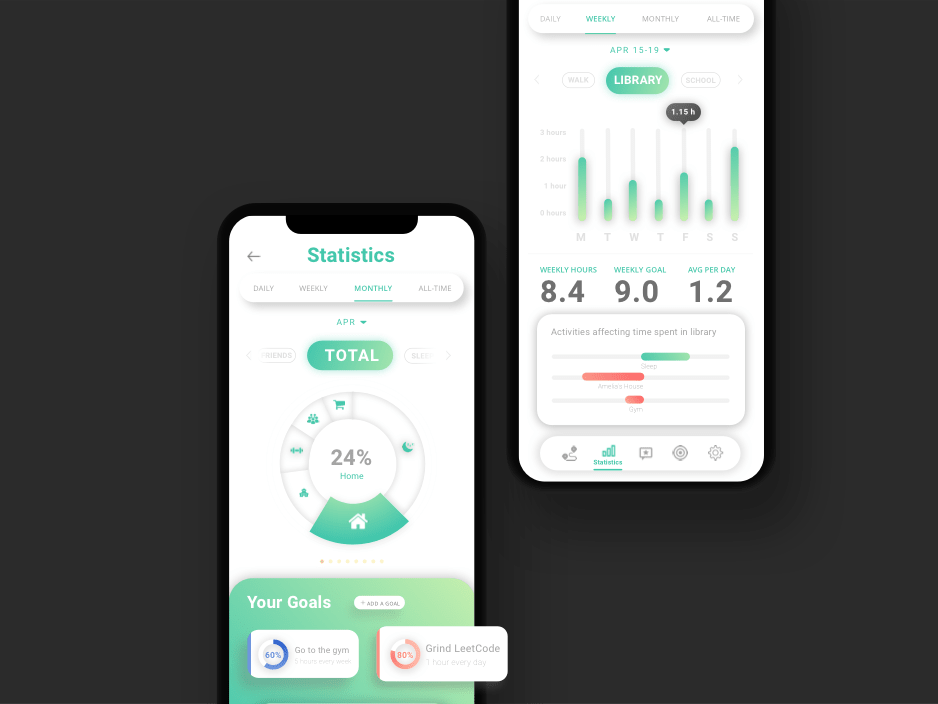 DAILY WEEKLY MONTHLY ALL-TIME
APR 15-19
WALK LIBRARY SCHOOL
1.15 h
3 hours
2 hours
1 hour
0 hours
M T W T F S S
WEEKLY HOURS WEEKLY GOAL AVG PER DAY
8.4 9.0 1.2
Activities affecting time spent in library
Sleep
Amelia's House
Gym
Statistics
Statistics
DAILY WEEKLY MONTHLY ALL-TIME
APR
FRIENDS TOTAL SLEE
24%
Home
Your Goals + ADD A GOAL
60% Go to the gym
5 hours every week
80% Grind LeetCode
1 hour every day